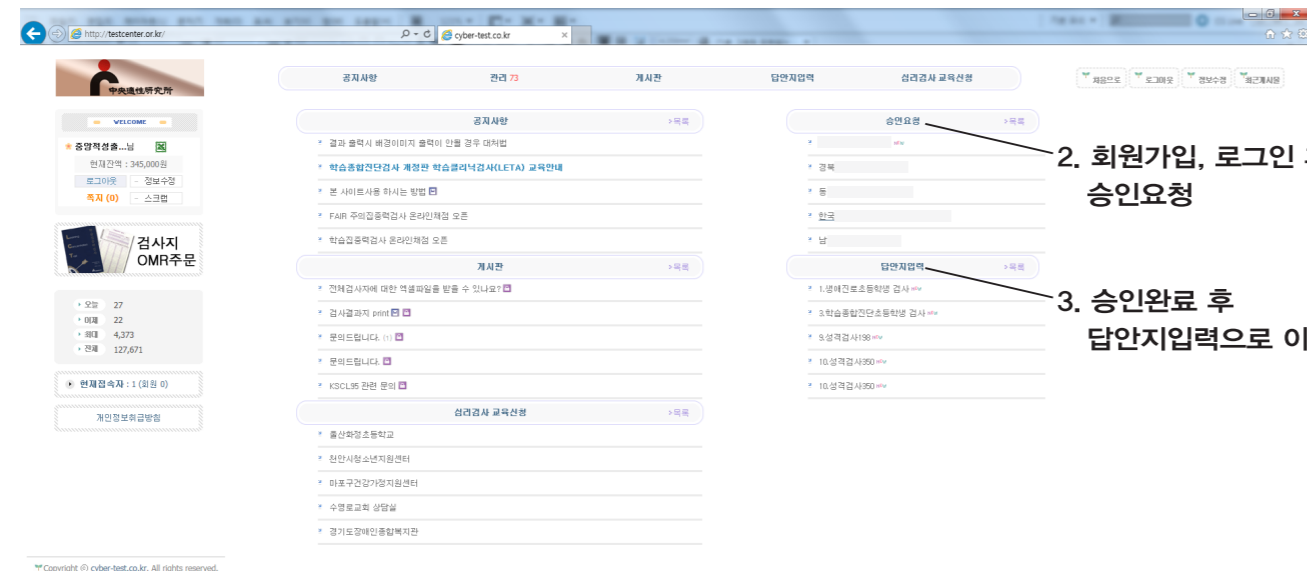 http://testcenter.or.kr/
cyber-test.co.kr
中央適性研究所
공지사항 관리 73 게시판 답안지입력 심리검사 교육신청
처음으로 로그아웃 정보수정 최근게시물
WELCOME
중앙적성출...님
현재잔액 : 345,000원
로그아웃 정보수정
쪽지 (0) 스크랩
검사지
OMR주문
오늘 27
어제 22
최대 4,373
전체 127,671
현재접속자 : 1 (회원 0)
개인정보취급방침
공지사항 >목록
결과 출력시 배경이미지 출력이 안될 경우 대처법
학습종합진단검사 개정판 학습클리닉검사(LETA) 교육안내
본 사이트사용 하시는 방법
FAIR 주의집중력검사 온라인채점 오픈
학습집중력검사 온라인채점 오픈
게시판 >목록
전체검사자에 대한 엑셀파일을 받을 수 있나요?
검사결과지 print
문의드립니다. (1)
문의드립니다.
KSCL95 관련 문의
심리검사 교육신청 >목록
울산화정초등학교
천안시청소년지원센터
마포구건강가정지원센터
수영로교회 상담실
경기도장애인종합복지관
승인요청 >목록
경북
동
한국
남
답안지입력 >목록
1.생애진로초등학생 검사
3.학습종합진단초등학생 검사
9.성격검사198
10.성격검사350
10.성격검사350
2. 회원가입, 로그인
승인요청
3. 승인완료 후
답안지입력으로 이
Copyright ⓒ cyber-test.co.kr. All rights reserved.